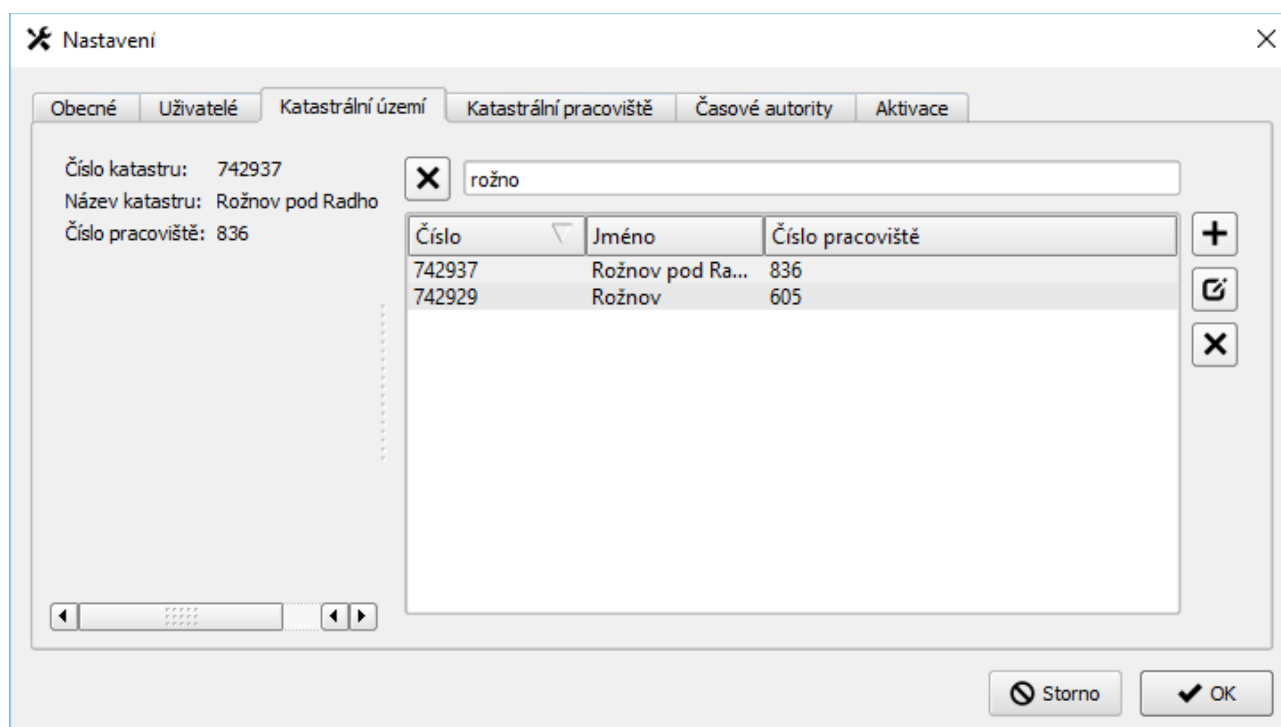 Nastavení
Obecné Uživatelé Katastrální území Katastrální pracoviště Časové autority Aktivace
Číslo katastru: 742937
Název katastru: Rožnov pod Radho
Číslo pracoviště: 836
rožno
Číslo Jméno Číslo pracoviště
742937 Rožnov pod Ra... 836
742929 Rožnov 605
Storno OK